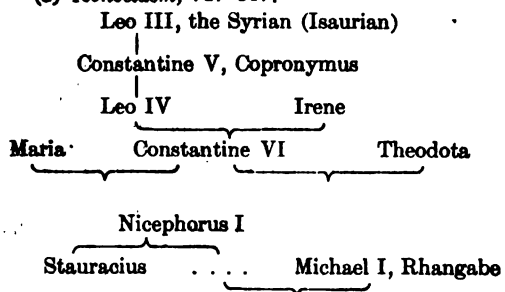 Leo III, the Syrian (Isaurian)
Constantine V, Copronymus
Leo IV Irene
Maria Constantine VI Theodota
Nicephorus I
Stauracius .... Michael I, Rhangabe